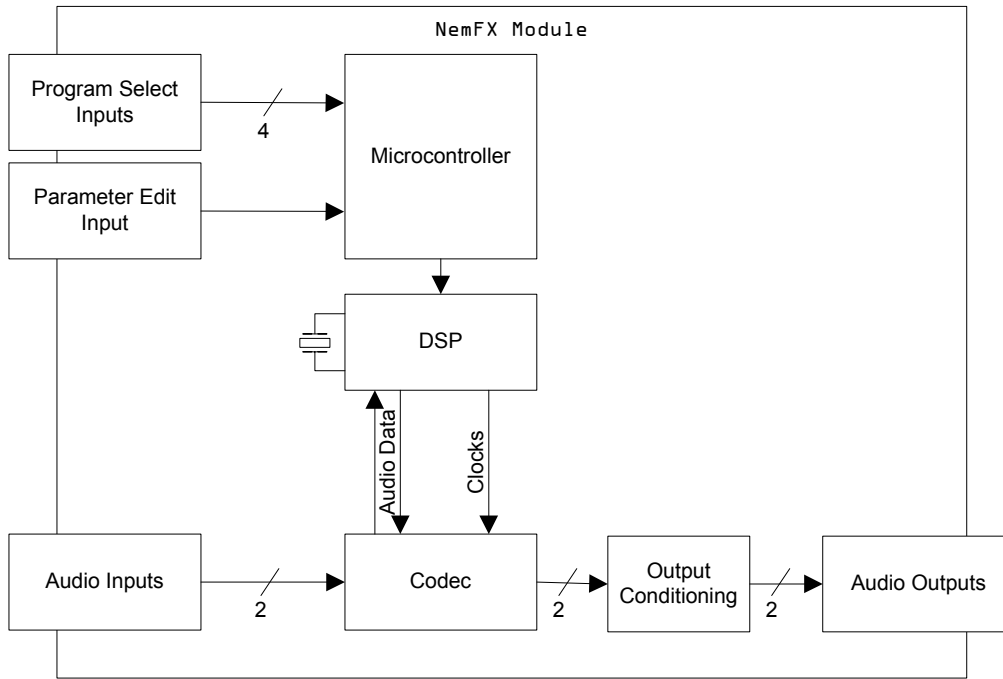 NemFX Module
Program Select
Inputs
4
Microcontroller
Parameter Edit
Input
DSP
Audio Data
Clocks
Audio Inputs
2
Codec
2
Output
Conditioning
2
Audio Outputs